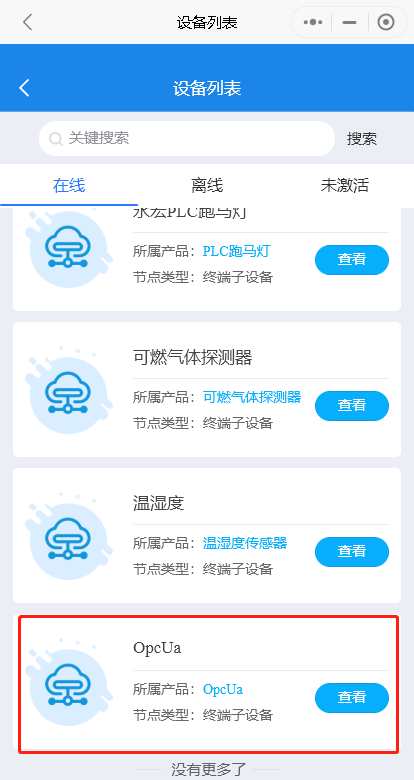 设备列表
设备列表
关键搜索 搜索
在线 离线 未激活
永宏PLC跑马灯
所属产品：PLC跑马灯
查看
节点类型：终端子设备
可燃气体探测器
所属产品：可燃气体探测器
查看
节点类型：终端子设备
温湿度
所属产品：温湿度传感器
查看
节点类型：终端子设备
OpcUa
所属产品：OpcUa
查看
节点类型：终端子设备
没有更多了